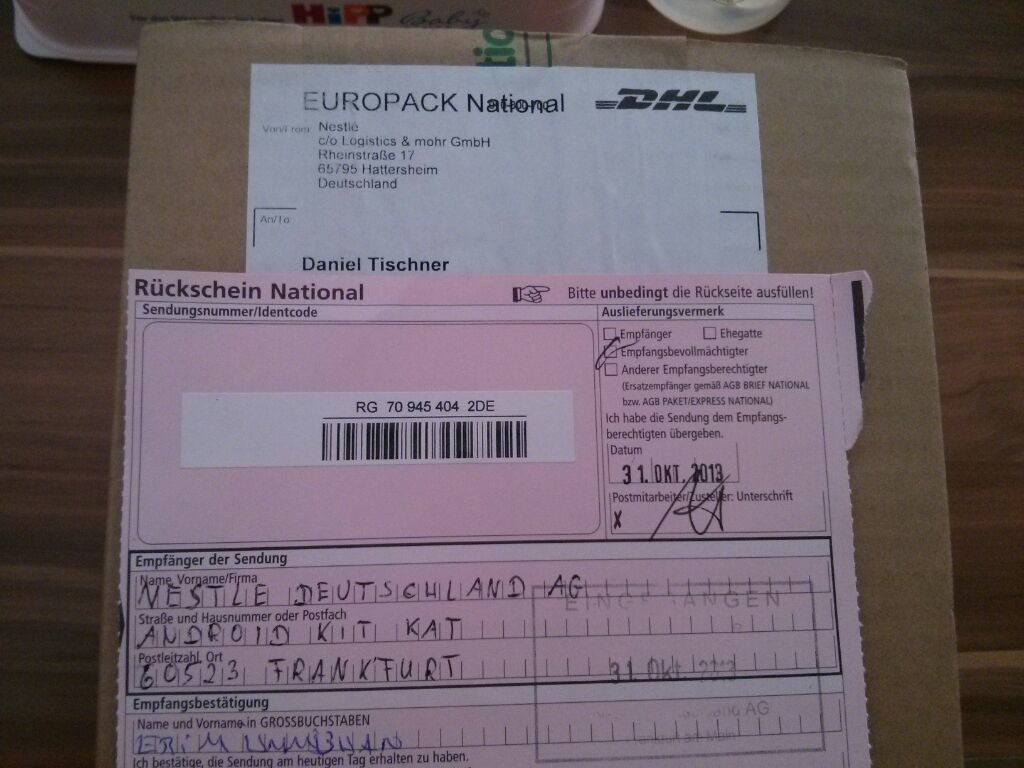 HiPP Baby
EUROPACK National
DHL
Von/From
Nestlé
c/o Logistics & mohr GmbH
Rheinstraße 17
65795 Hattersheim
Deutschland
An/To
Daniel Tischner
Rückschein National
Bitte unbedingt die Rückseite ausfüllen!
Sendungsnummer/Identcode
RG 70 945 404 2DE
Auslieferungsvermerk
Empfänger Ehegatte
Empfangsbevollmächtigter
Anderer Empfangsberechtigter
(Ersatzempfänger gemäß AGB BRIEF NATIONAL
bzw. AGB PAKET/EXPRESS NATIONAL)
Ich habe die Sendung dem Empfangs-
berechtigten übergeben.
Datum
31. OKT. 2013
Postmitarbeiter/Zusteller: Unterschrift
X
Empfänger der Sendung
Name, Vorname/Firma
NESTLE DEUTSCHLAND AG
Straße und Hausnummer oder Postfach
ANDROID KIT KAT
Postleitzahl, Ort
60523 FRANKFURT
EINGEGANGEN
31. Okt. 2013
AG
Empfangsbestätigung
Name und Vorname in GROSSBUCHSTABEN
Ich bestätige, die Sendung am heutigen Tag erhalten zu haben.